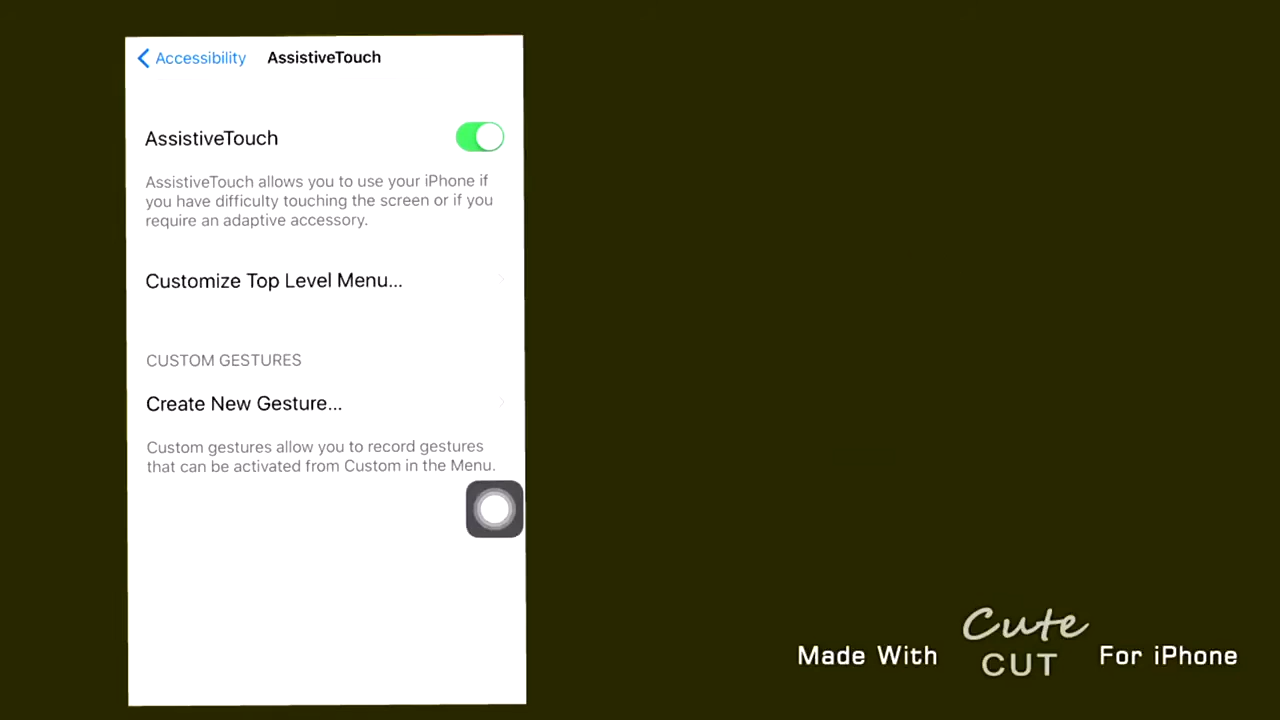 Accessibility AssistiveTouch
AssistiveTouch
AssistiveTouch allows you to use your iPhone if
you have difficulty touching the screen or if you
require an adaptive accessory.
Customize Top Level Menu...
CUSTOM GESTURES
Create New Gesture...
Custom gestures allow you to record gestures
that can be activated from Custom in the Menu.
Made With Cute CUT For iPhone